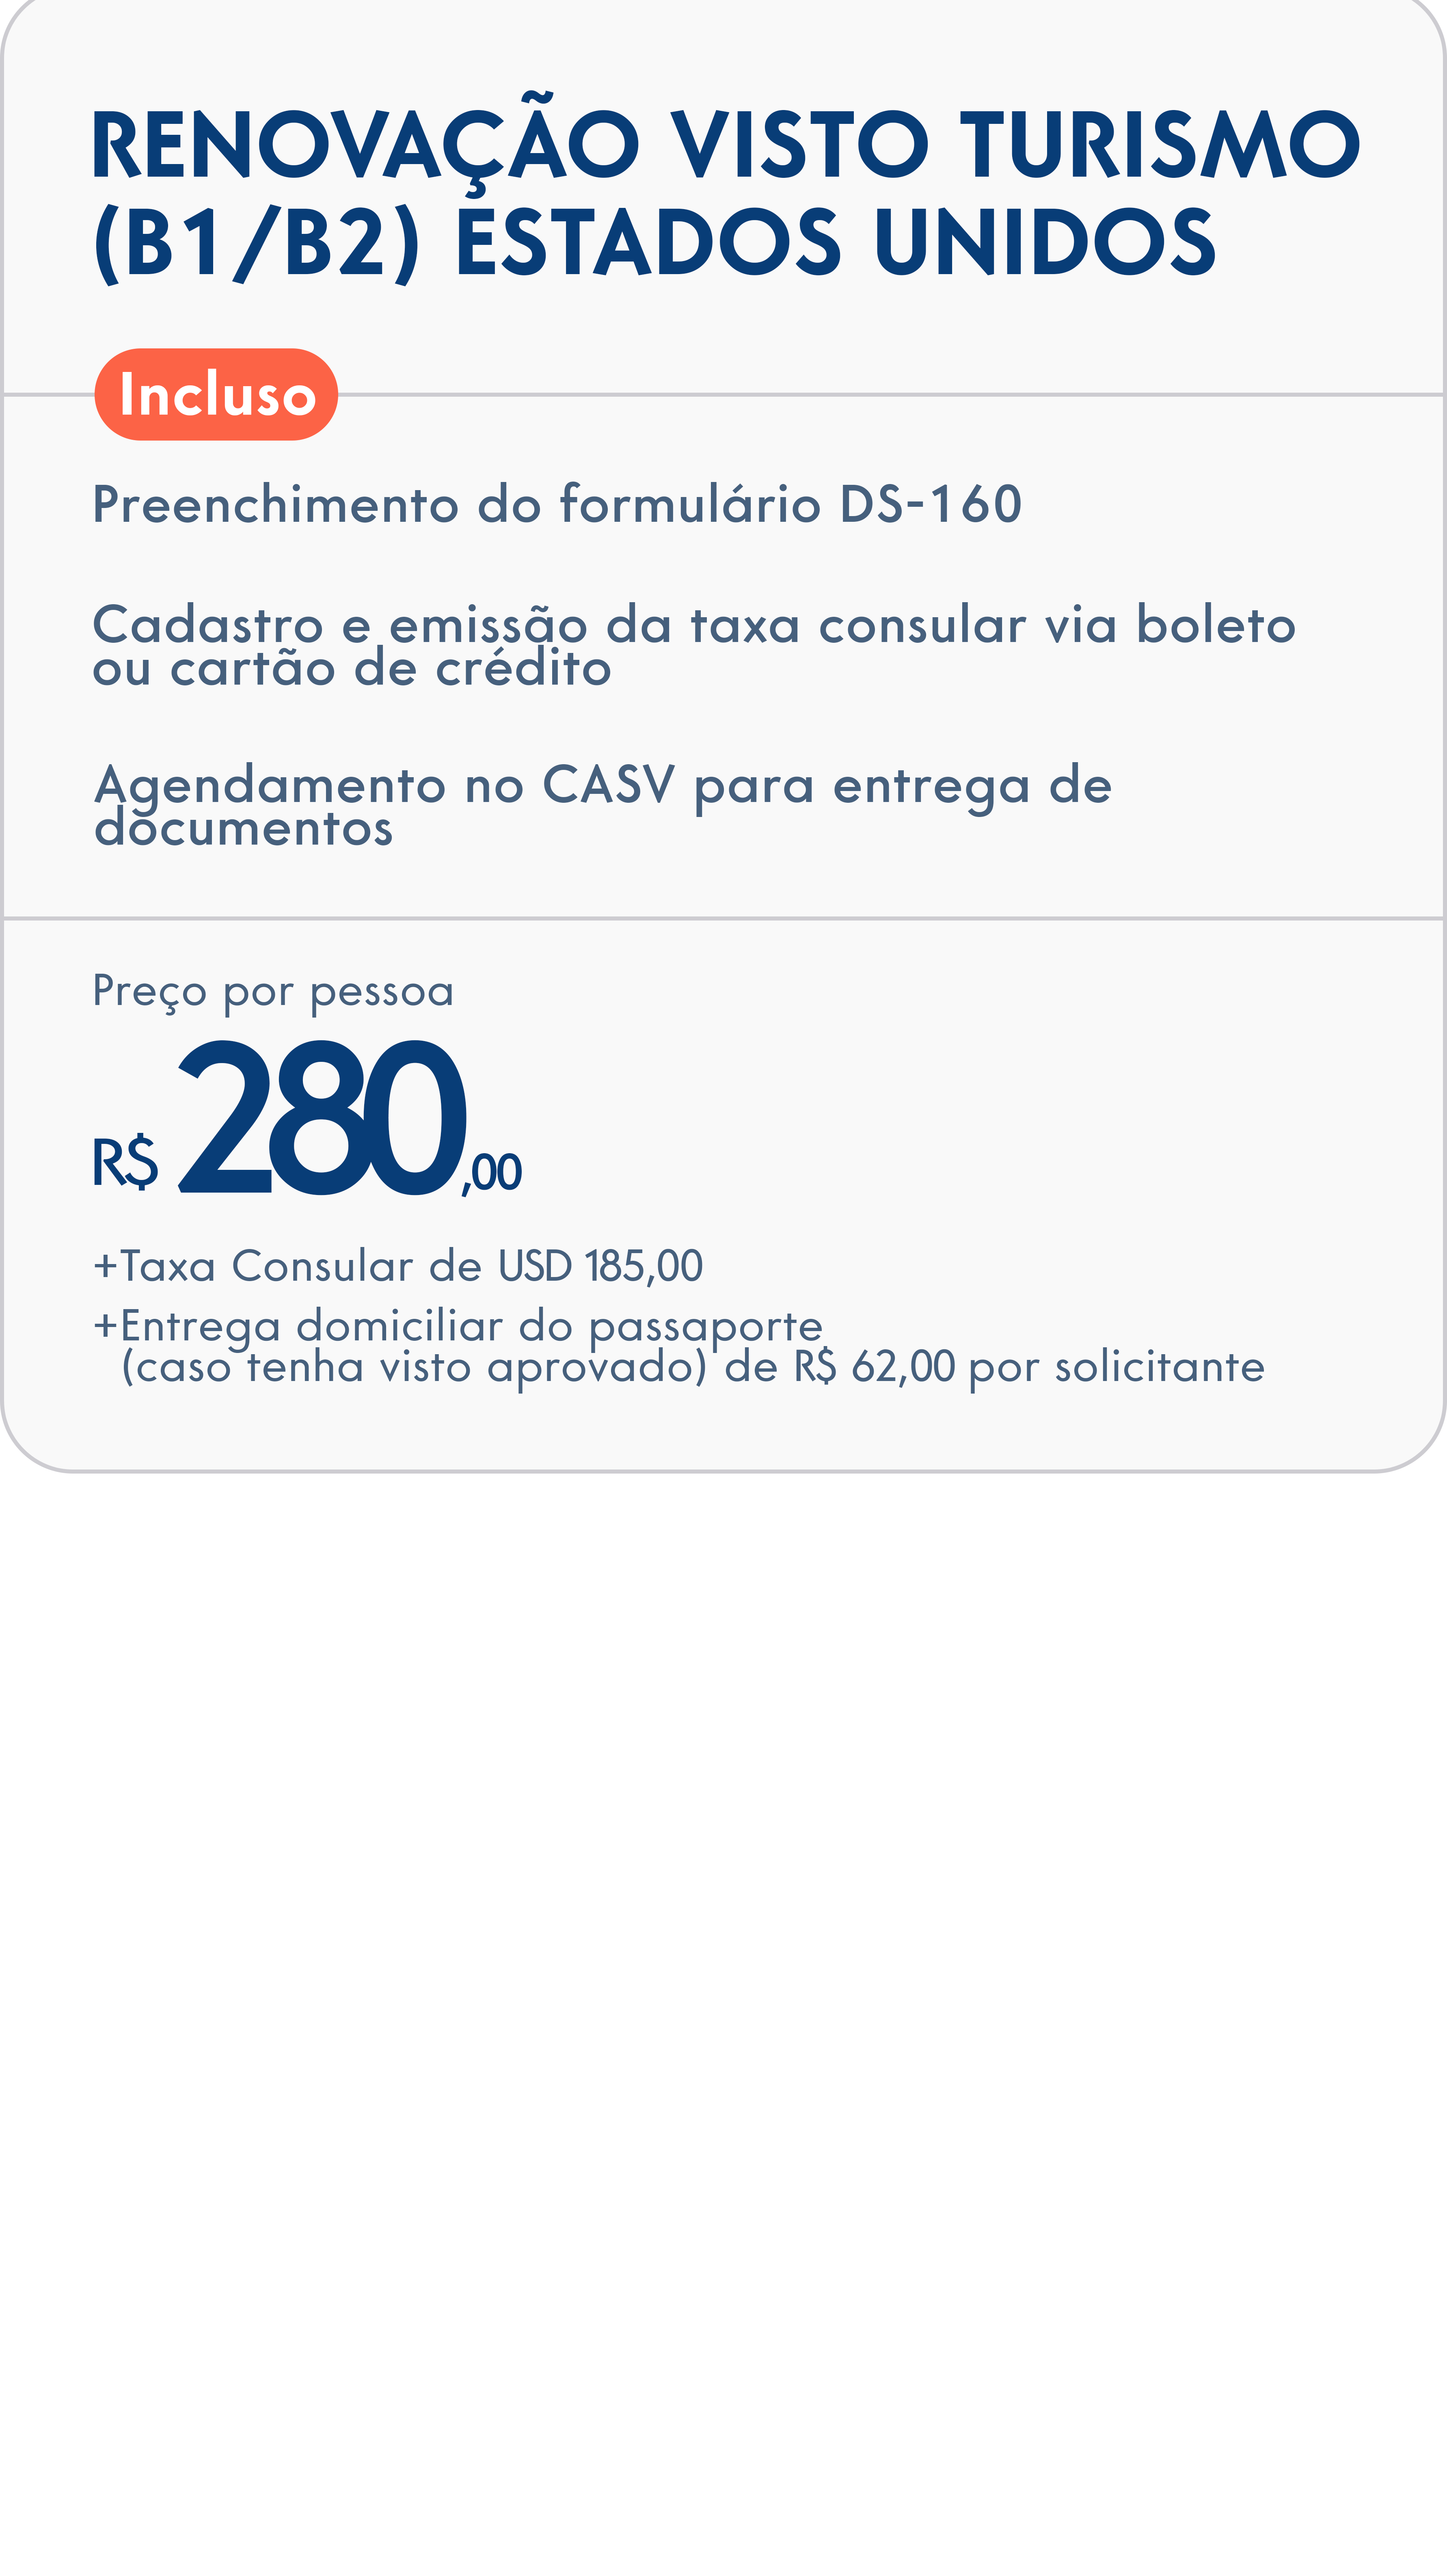 RENOVAÇÃO VISTO TURISMO
(B1/B2) ESTADOS UNIDOS
Incluso
Preenchimento do formulário DS-160
Cadastro e emissão da taxa consular via boleto
ou cartão de crédito
Agendamento no CASV para entrega de
documentos
Preço por pessoa
R$ 280,00
+Taxa Consular de USD 185,00
+Entrega domiciliar do passaporte
(caso tenha visto aprovado) de R$ 62,00 por solicitante